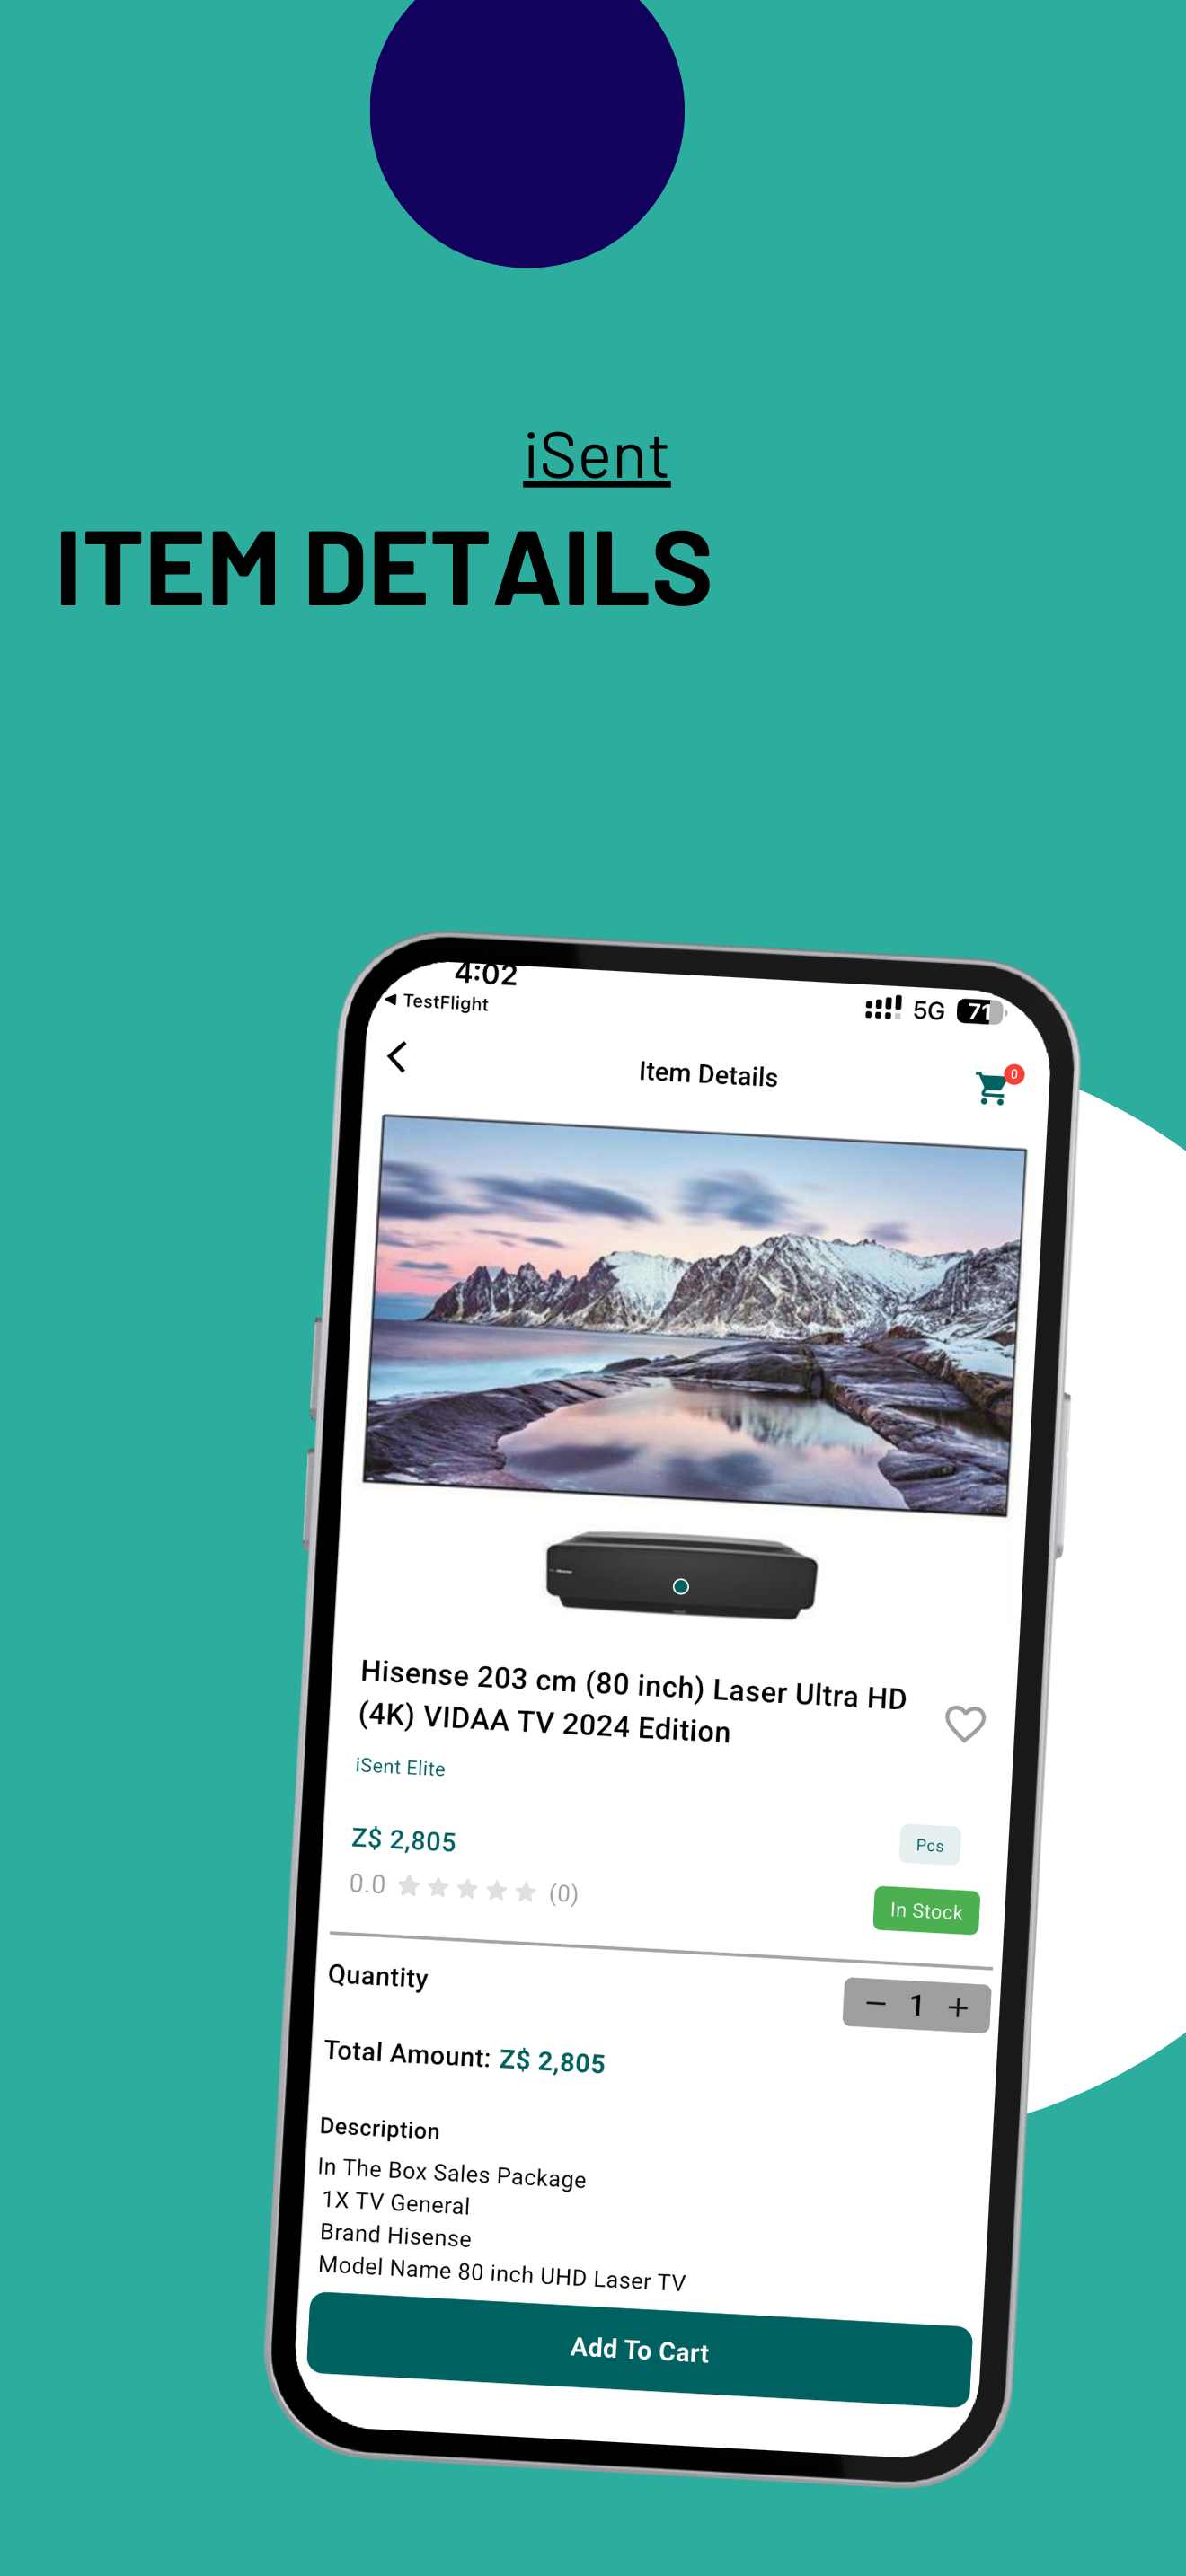 iSent
ITEM DETAILS
4:02
◀ TestFlight
5G
71
Item Details
0
Hisense 203 cm (80 inch) Laser Ultra HD
(4K) VIDAA TV 2024 Edition
iSent Elite
Z$ 2,805
Pcs
0.0
(0)
In Stock
Quantity
− 1 +
Total Amount: Z$ 2,805
Description
In The Box Sales Package
1X TV General
Brand Hisense
Model Name 80 inch UHD Laser TV
Add To Cart